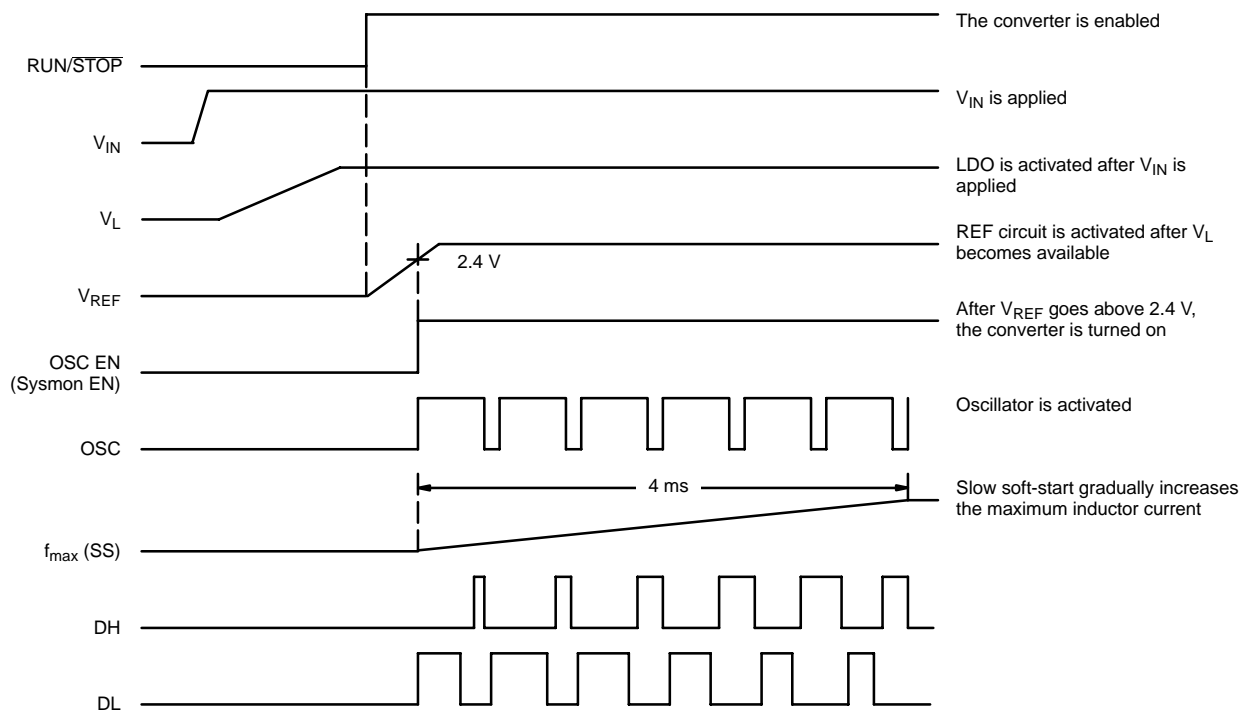 The converter is enabled
RUN/STOP
V_IN is applied
V_IN
LDO is activated after V_IN is
applied
V_L
REF circuit is activated after V_L
becomes available
2.4 V
V_REF
After V_REF goes above 2.4 V,
the converter is turned on
OSC EN
(Sysmon EN)
Oscillator is activated
OSC
4 ms
Slow soft-start gradually increases
the maximum inductor current
f_max (SS)
DH
DL